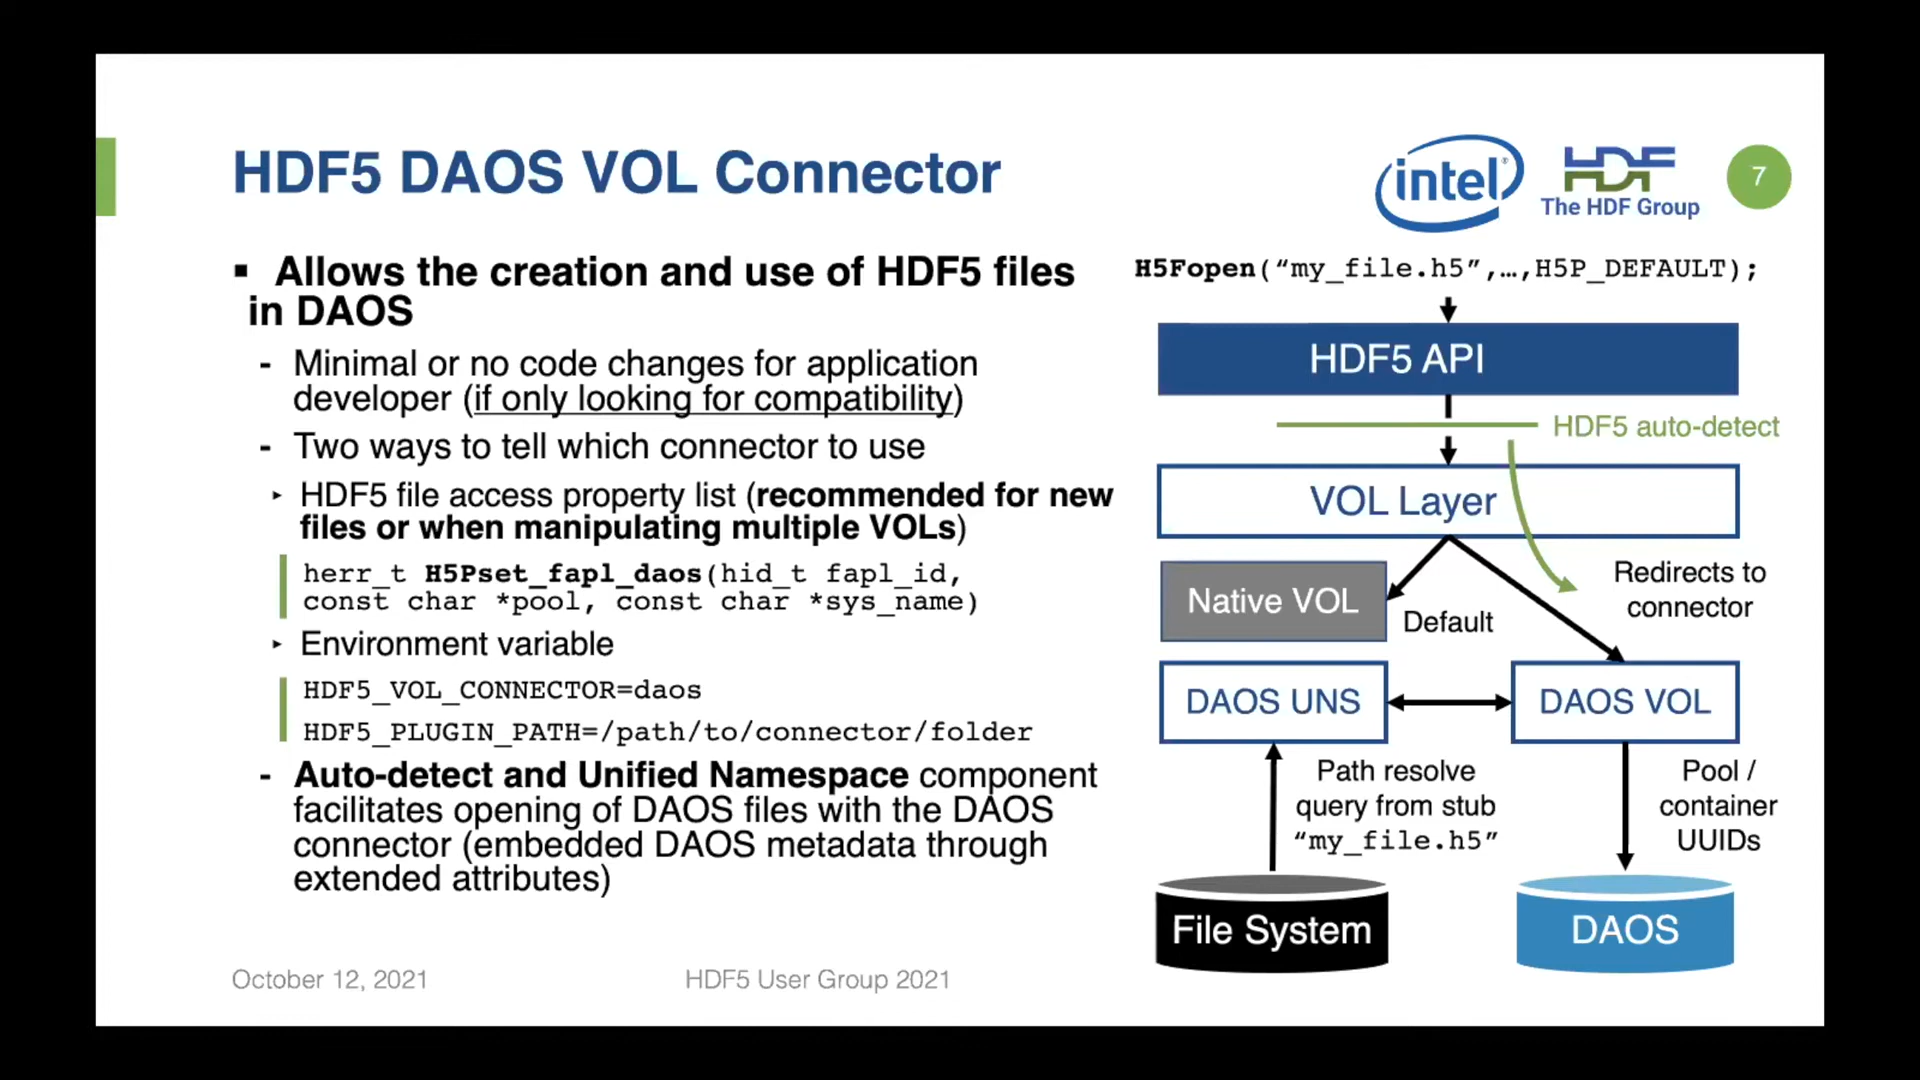 HDF5 DAOS VOL Connector
intel
HDF
The HDF Group
7
▪ Allows the creation and use of HDF5 files
in DAOS
- Minimal or no code changes for application
developer (if only looking for compatibility)
- Two ways to tell which connector to use
‣ HDF5 file access property list (recommended for new
files or when manipulating multiple VOLs)
herr_t H5Pset_fapl_daos(hid_t fapl_id,
const char *pool, const char *sys_name)
‣ Environment variable
HDF5_VOL_CONNECTOR=daos
HDF5_PLUGIN_PATH=/path/to/connector/folder
- Auto-detect and Unified Namespace component
facilitates opening of DAOS files with the DAOS
connector (embedded DAOS metadata through
extended attributes)
H5Fopen(“my_file.h5”,…,H5P_DEFAULT);
HDF5 API
HDF5 auto-detect
VOL Layer
Native VOL
Default
Redirects to
connector
DAOS UNS
DAOS VOL
Path resolve
query from stub
“my_file.h5”
Pool /
container
UUIDs
File System
DAOS
October 12, 2021
HDF5 User Group 2021